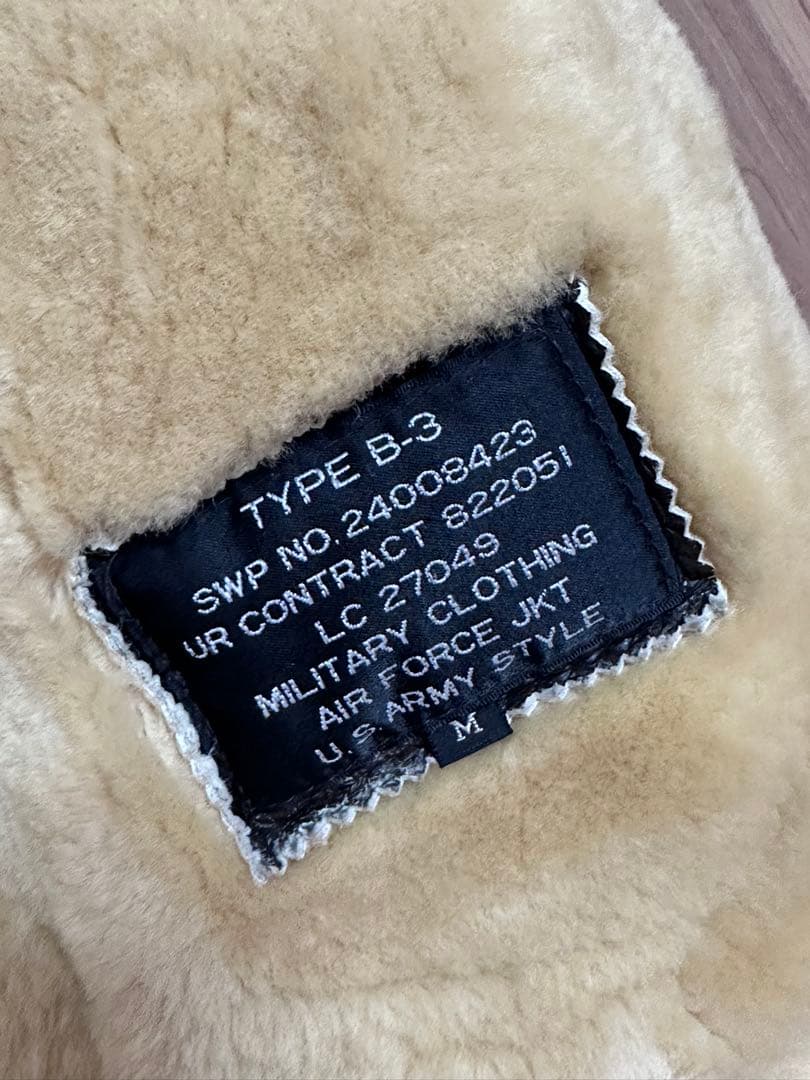 TYPE B-3
SWP NO. 24008423
UR CONTRACT 822051
LC 27049
MILITARY CLOTHING
AIR FORCE JKT
U.S ARMY STYLE
M